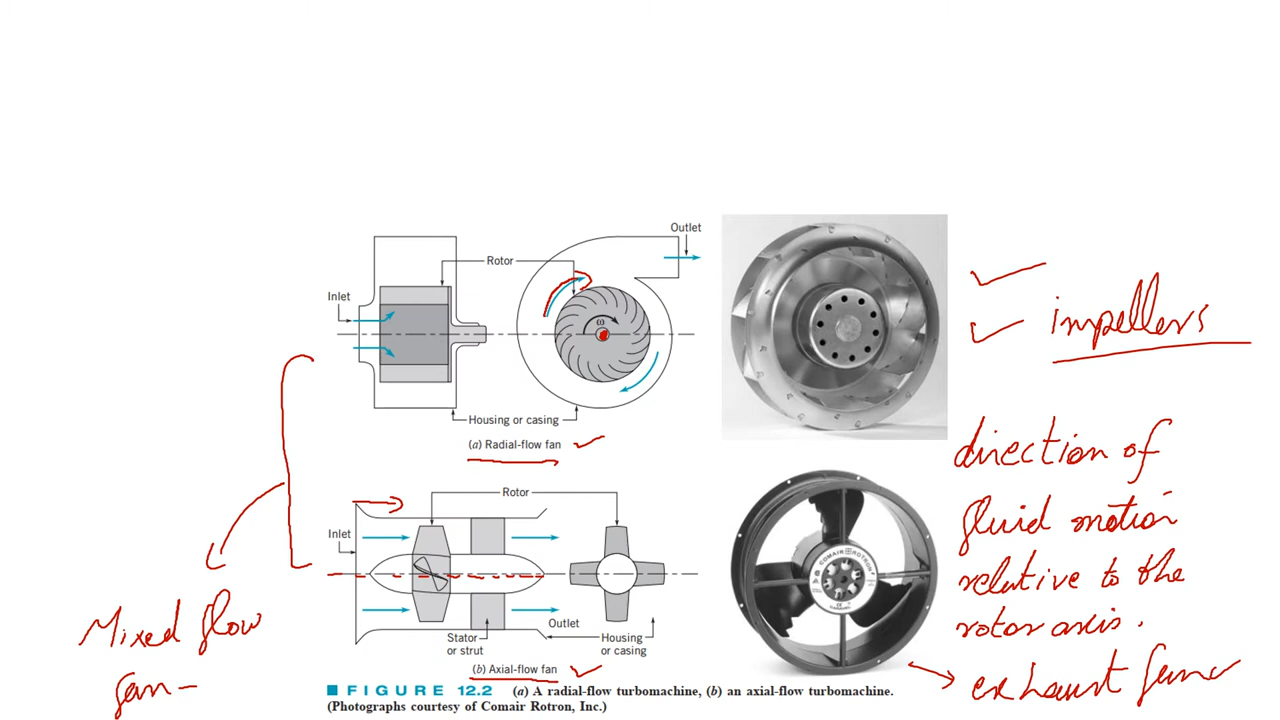 Outlet
Rotor
Inlet
ω
Housing or casing
(a) Radial-flow fan
impellers
Rotor
Inlet
Outlet
Stator
or strut
Housing
or casing
(b) Axial-flow fan
COMAIR ROTRON
direction of
fluid motion
relative to the
rotor axis.
exhaust
Mixed flow
fan -
FIGURE 12.2 (a) A radial-flow turbomachine, (b) an axial-flow turbomachine.
(Photographs courtesy of Comair Rotron, Inc.)